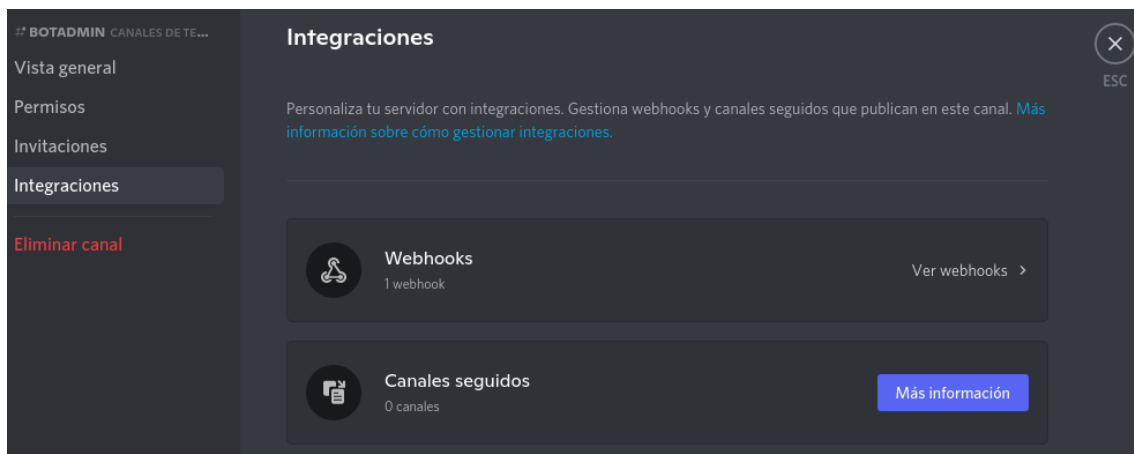 # BOTADMIN CANALES DE TE...
Vista general
Permisos
Invitaciones
Integraciones
Eliminar canal
Integraciones
ESC
Personaliza tu servidor con integraciones. Gestiona webhooks y canales seguidos que publican en este canal. Más
información sobre cómo gestionar integraciones.
Webhooks
1 webhook
Ver webhooks >
Canales seguidos
0 canales
Más información